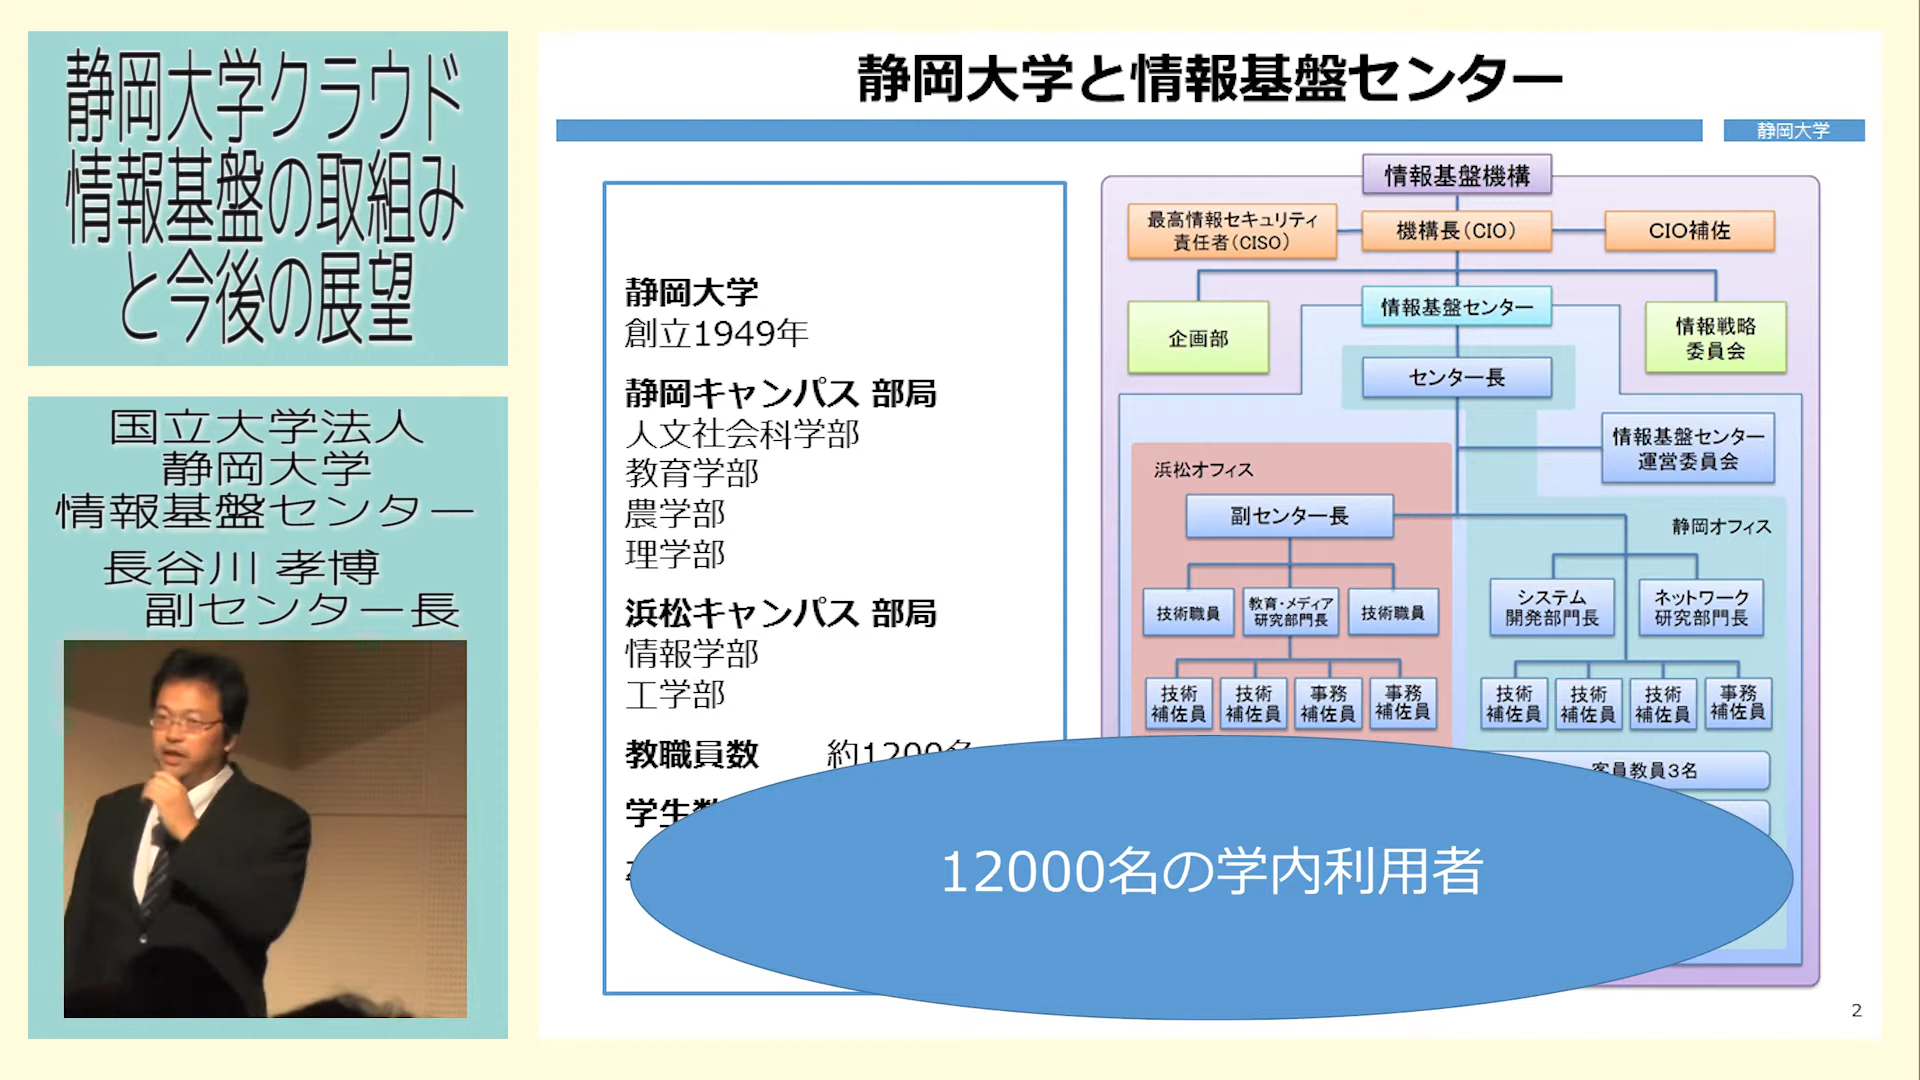 静岡大学クラウド
情報基盤の取組み
と今後の展望
国立大学法人
静岡大学
情報基盤センター
長谷川 孝博
副センター長
静岡大学と情報基盤センター
静岡大学
静岡大学
創立1949年
静岡キャンパス 部局
人文社会科学部
教育学部
農学部
理学部
浜松キャンパス 部局
情報学部
工学部
教職員数 約1200名
学生数
情報基盤機構
最高情報セキュリティ
責任者(CISO)
機構長(CIO)
CIO補佐
企画部
情報基盤センター
情報戦略
委員会
センター長
情報基盤センター
運営委員会
浜松オフィス
副センター長
静岡オフィス
技術職員
教育・メディア
研究部門長
技術職員
システム
開発部門長
ネットワーク
研究部門長
技術
補佐員
技術
補佐員
事務
補佐員
事務
補佐員
技術
補佐員
技術
補佐員
技術
補佐員
事務
補佐員
客員教員3名
12000名の学内利用者
2